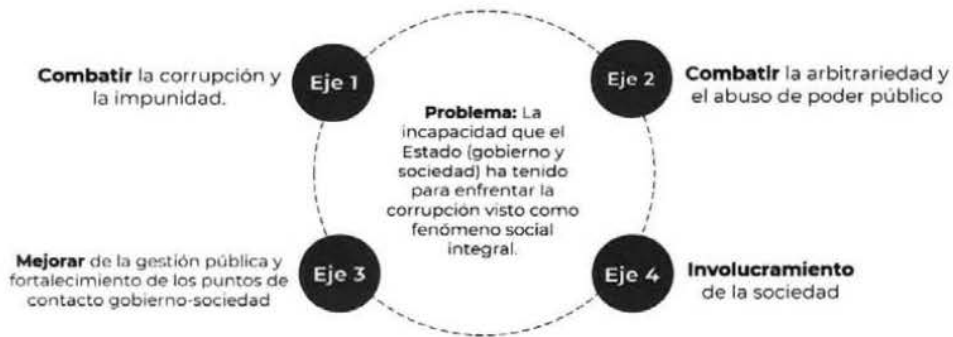 Combatir la corrupción y
la impunidad.
Eje 1
Eje 2
Combatir la arbitrariedad y
el abuso de poder público
Problema: La
incapacidad que el
Estado (gobierno y
sociedad) ha tenido
para enfrentar la
corrupción visto como
fenómeno social
integral.
Mejorar de la gestión pública y
fortalecimiento de los puntos de
contacto gobierno-sociedad
Eje 3
Eje 4
Involucramiento
de la sociedad